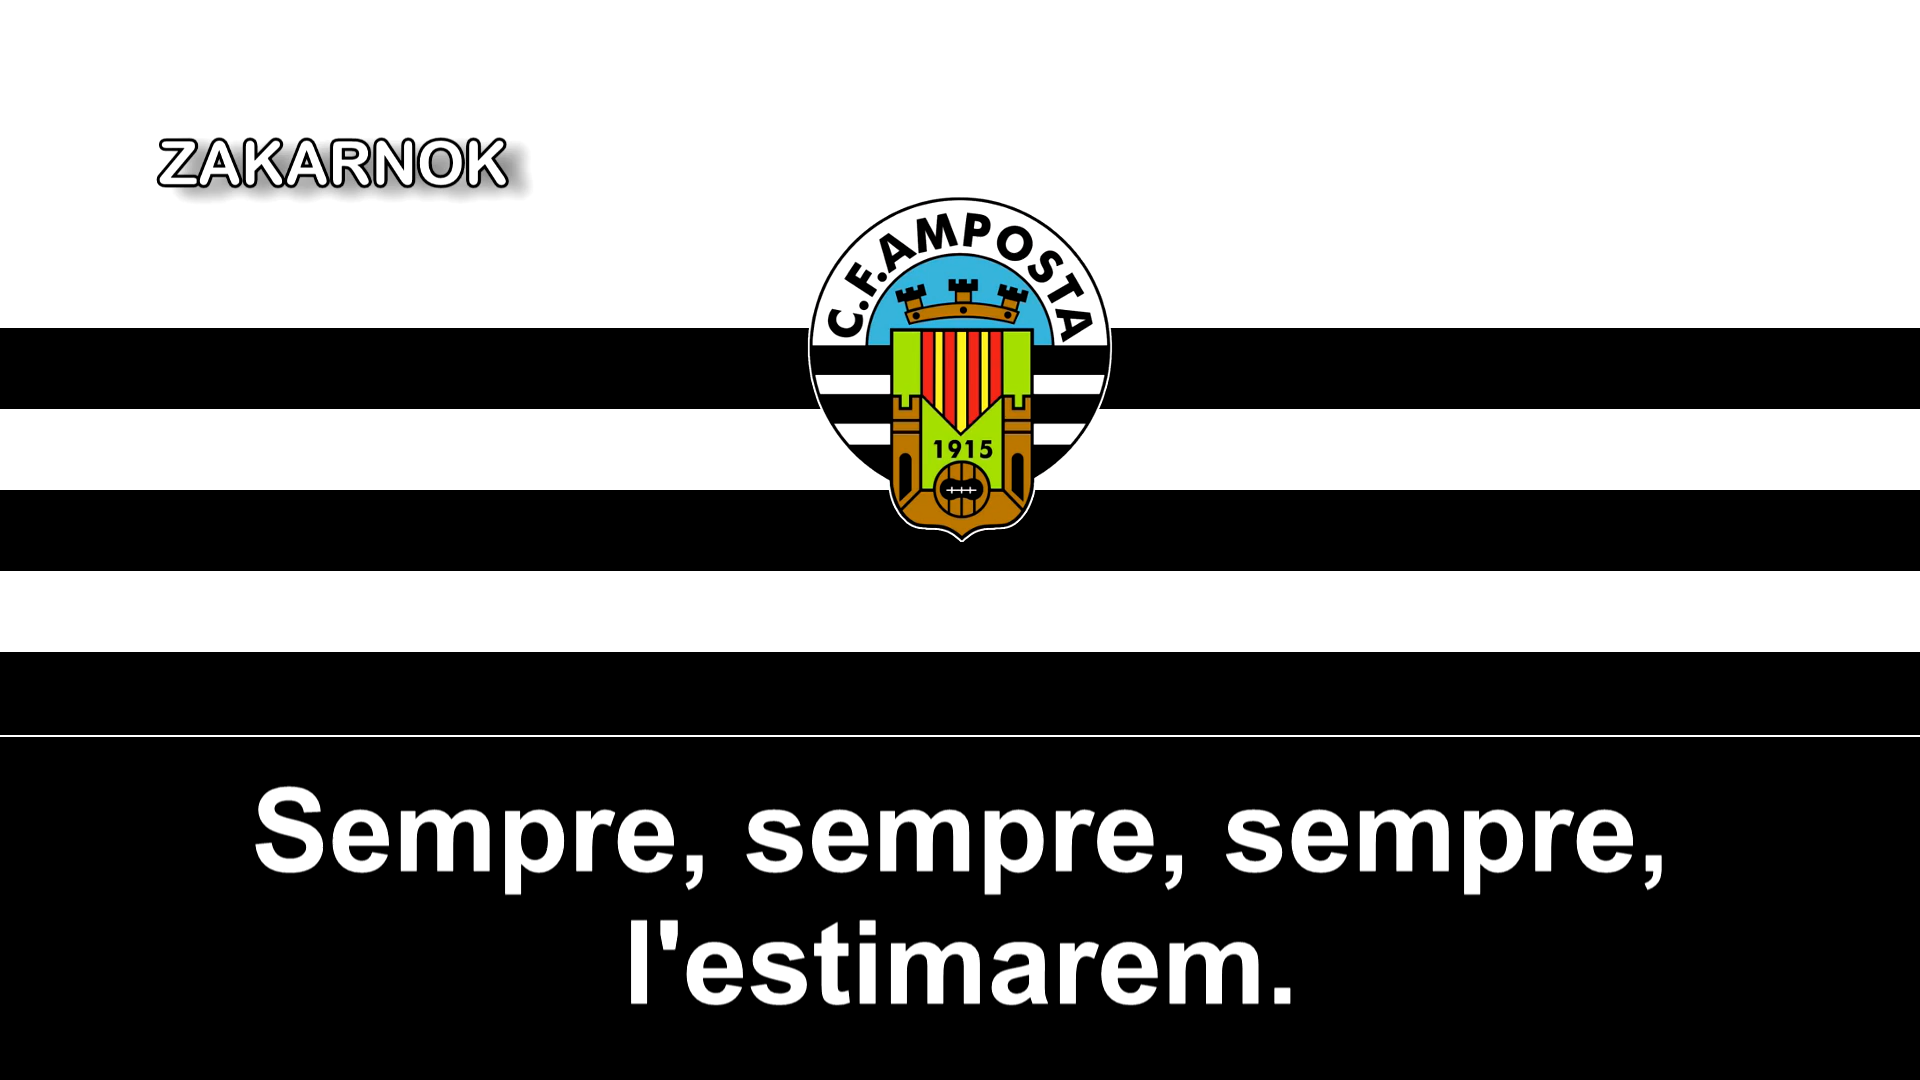 ZAKARNOK
C.F.AMPOSTA
1915
Sempre, sempre, sempre,
l'estimarem.